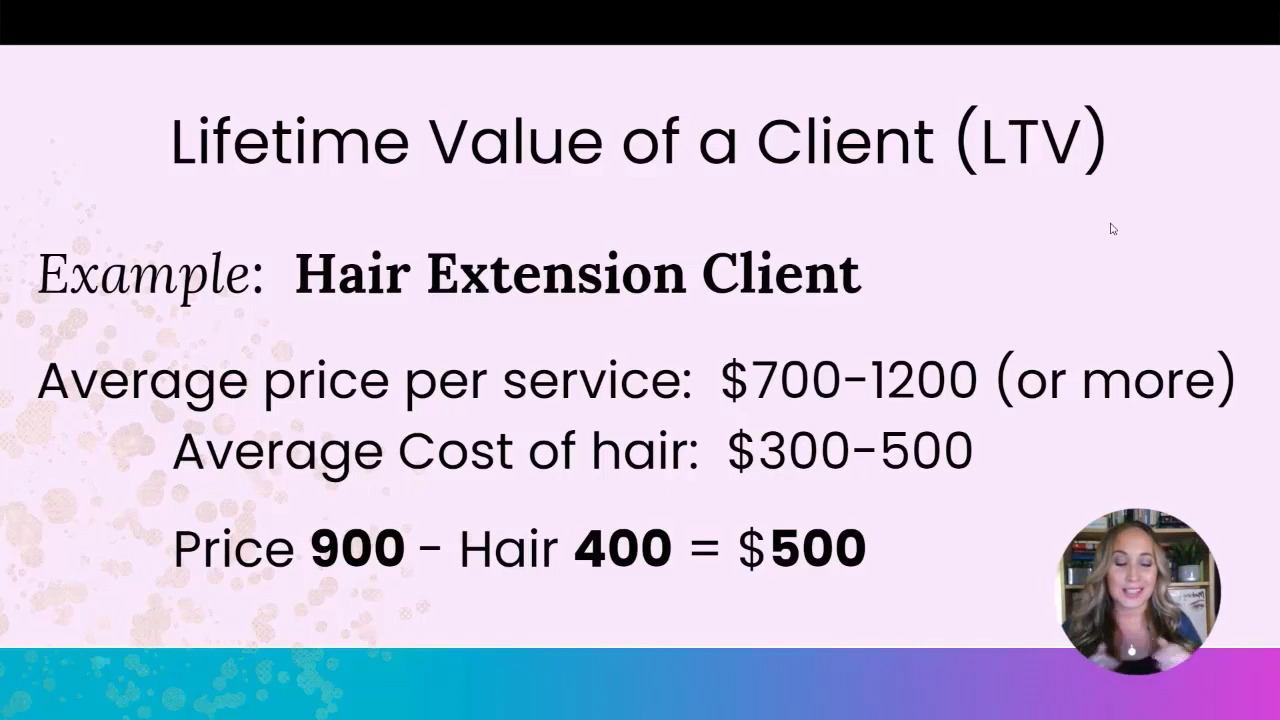 Lifetime Value of a Client (LTV)
Example: Hair Extension Client
Average price per service: $700-1200 (or more)
Average Cost of hair: $300-500
Price 900 - Hair 400 = $500